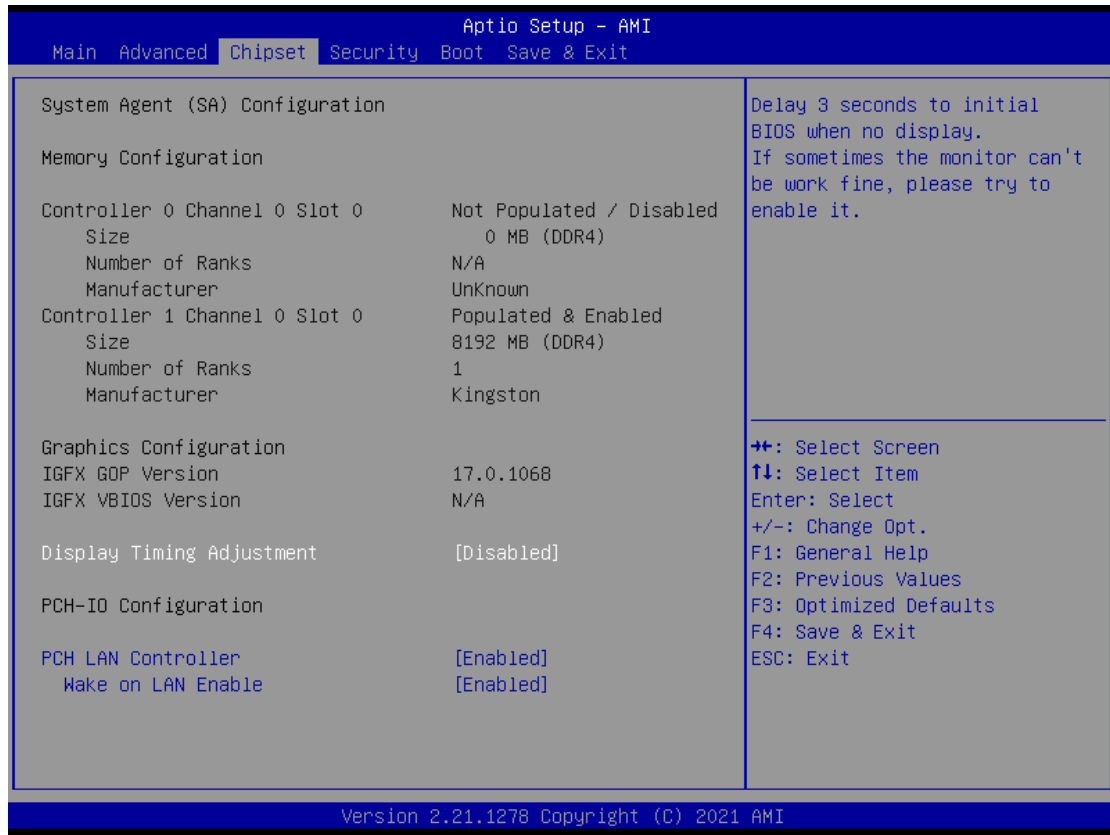 Aptio Setup – AMI
Main Advanced Chipset Security Boot Save & Exit
System Agent (SA) Configuration
Memory Configuration
Controller 0 Channel 0 Slot 0 Not Populated / Disabled
Size 0 MB (DDR4)
Number of Ranks N/A
Manufacturer UnKnown
Controller 1 Channel 0 Slot 0 Populated & Enabled
Size 8192 MB (DDR4)
Number of Ranks 1
Manufacturer Kingston
Graphics Configuration
IGFX GOP Version 17.0.1068
IGFX VBIOS Version N/A
Display Timing Adjustment [Disabled]
PCH-IO Configuration
PCH LAN Controller [Enabled]
Wake on LAN Enable [Enabled]
Delay 3 seconds to initial
BIOS when no display.
If sometimes the monitor can't
be work fine, please try to
enable it.
→←: Select Screen
↑↓: Select Item
Enter: Select
+/-: Change Opt.
F1: General Help
F2: Previous Values
F3: Optimized Defaults
F4: Save & Exit
ESC: Exit
Version 2.21.1278 Copyright (C) 2021 AMI